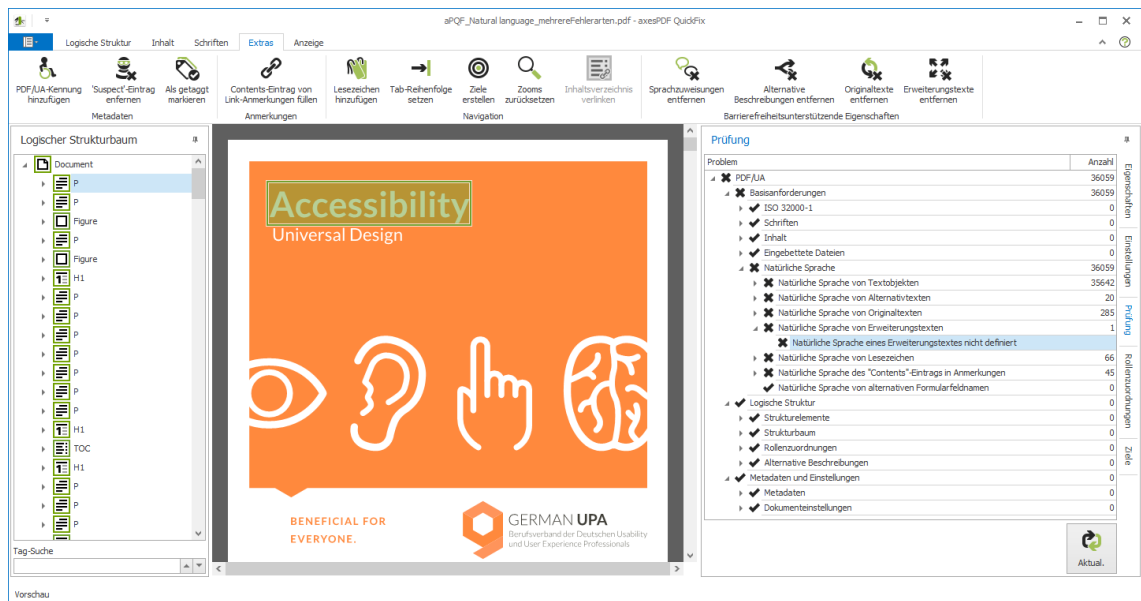 aPQF_Natural language_mehrereFehlerarten.pdf - axesPDF QuickFix
Logische Struktur Inhalt Schriften Extras Anzeige
PDF/UA-Kennung hinzufügen
'Suspect'-Eintrag entfernen
Als getaggt markieren
Metadaten
Contents-Eintrag von Link-Anmerkungen füllen
Anmerkungen
Lesezeichen hinzufügen
Tab-Reihenfolge setzen
Ziele erstellen
Zooms zurücksetzen
Inhaltsverzeichnis verlinken
Navigation
Sprachzuweisungen entfernen
Alternative Beschreibungen entfernen
Originaltexte entfernen
Erweiterungstexte entfernen
Barrierefreiheitsunterstützende Eigenschaften
Logischer Strukturbaum
Document
P
P
Figure
P
Figure
H1
P
P
P
P
P
P
P
H1
TOC
H1
P
P
P
Tag-Suche
Vorschau
Accessibility
Universal Design
BENEFICIAL FOR
EVERYONE.
GERMAN UPA
Berufsverband der Deutschen Usability
und User Experience Professionals
Prüfung
Problem Anzahl
PDF/UA 36059
Basisanforderungen 36059
ISO 32000-1 0
Schriften 0
Inhalt 0
Eingebettete Dateien 0
Natürliche Sprache 36059
Natürliche Sprache von Textobjekten 35642
Natürliche Sprache von Alternativtexten 20
Natürliche Sprache von Originaltexten 285
Natürliche Sprache von Erweiterungstexten 1
Natürliche Sprache eines Erweiterungstextes nicht definiert
Natürliche Sprache von Lesezeichen 66
Natürliche Sprache des "Contents"-Eintrags in Anmerkungen 45
Natürliche Sprache von alternativen Formularfeldnamen 0
Logische Struktur 0
Strukturelemente 0
Strukturbaum 0
Rollenzuordnungen 0
Alternative Beschreibungen 0
Metadaten und Einstellungen 0
Metadaten 0
Dokumenteinstellungen 0
Aktual.
Eigenschaften
Einstellungen
Prüfung
Rollenzuordnungen
Ziele